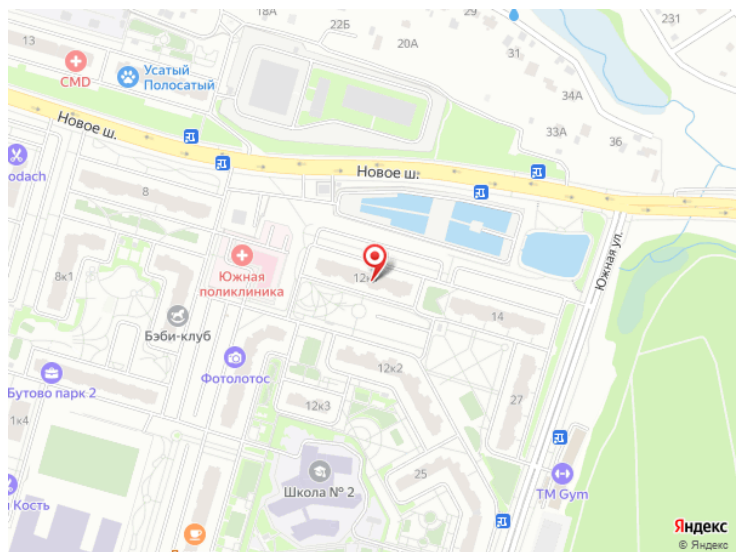 18А
22Б
29
231
13
CMD
Усатый
Полосатый
20А
31
34А
33А
36
Новое ш.
Новое ш.
odach
8
Южная ул.
8к1
Южная
поликлиника
12к
Бэби-клуб
14
Фотолотос
12к2
Бутово парк 2
12к3
27
1к4
25
Школа № 2
TM Gym
Кость
Яндекс
© Яндекс